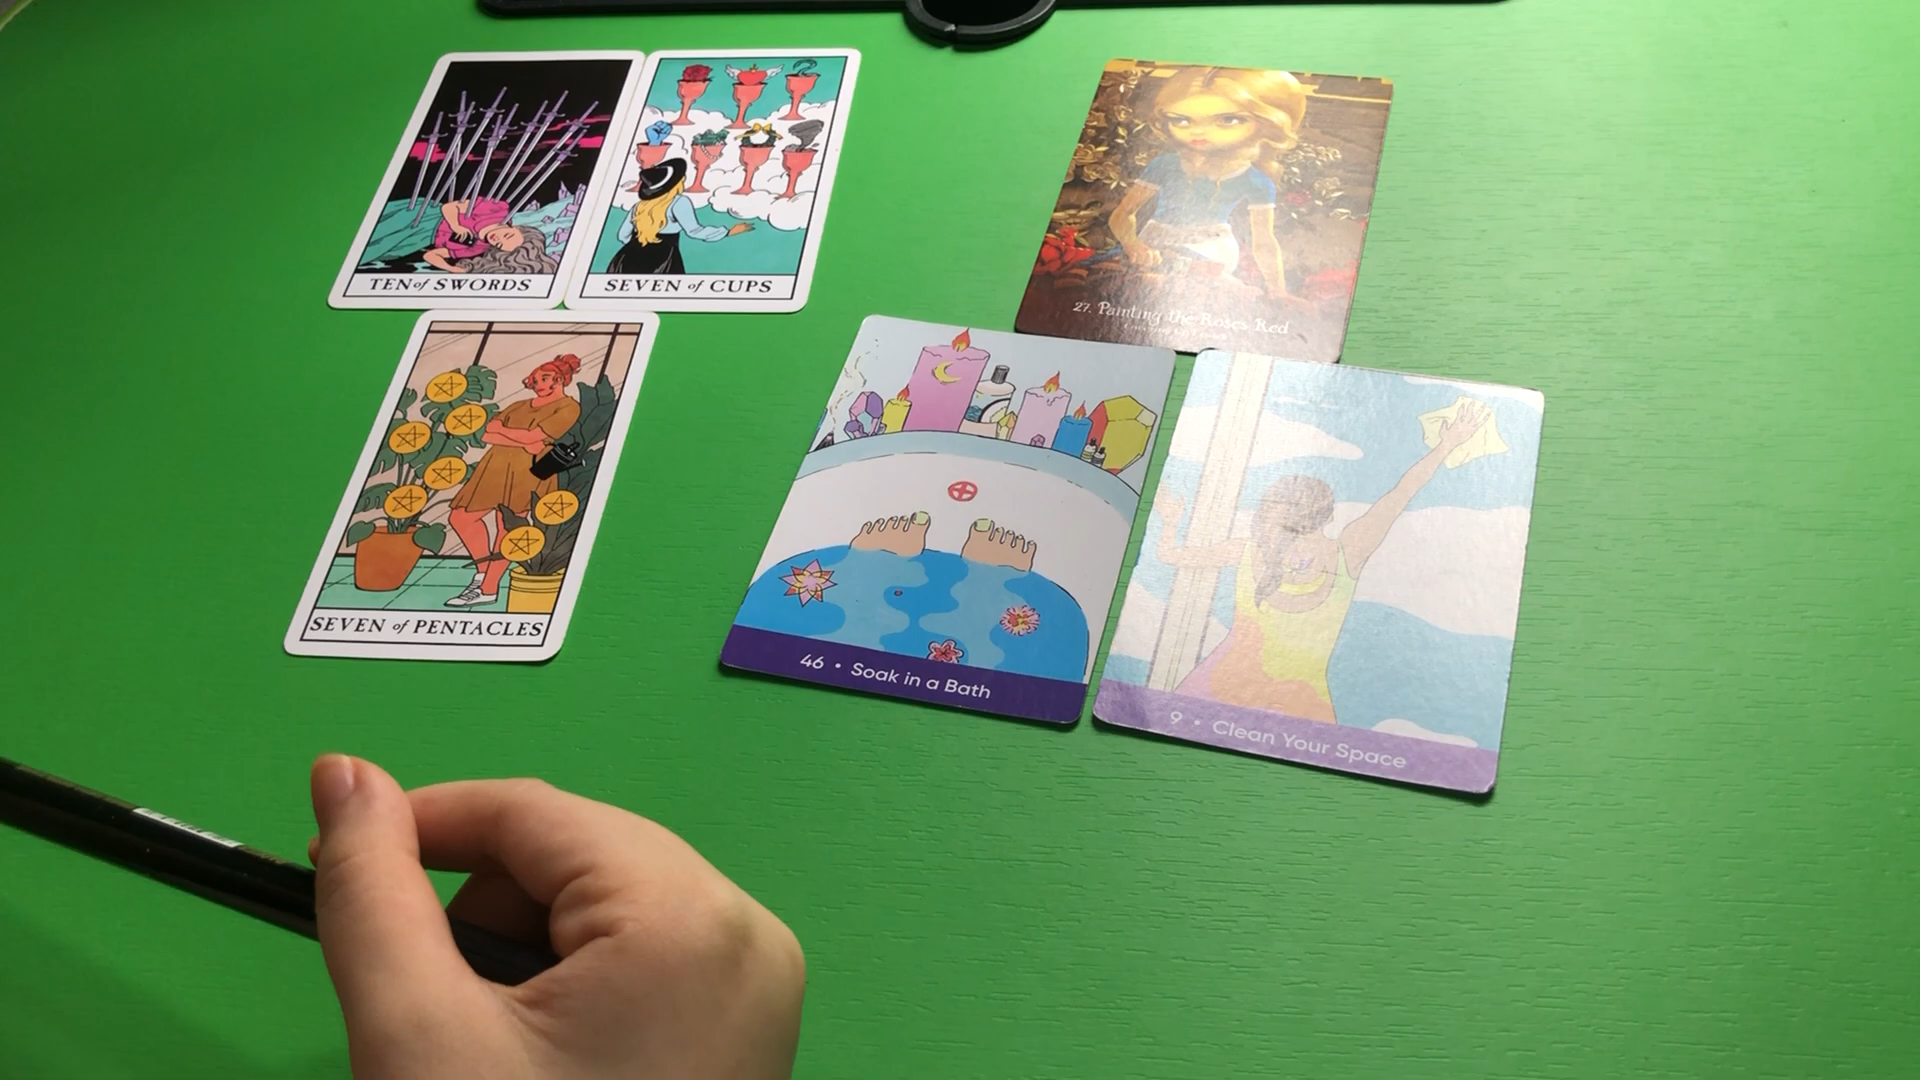 TEN of SWORDS
SEVEN of CUPS
27. Painting the Roses Red
SEVEN of PENTACLES
46 • Soak in a Bath
9 • Clean Your Space